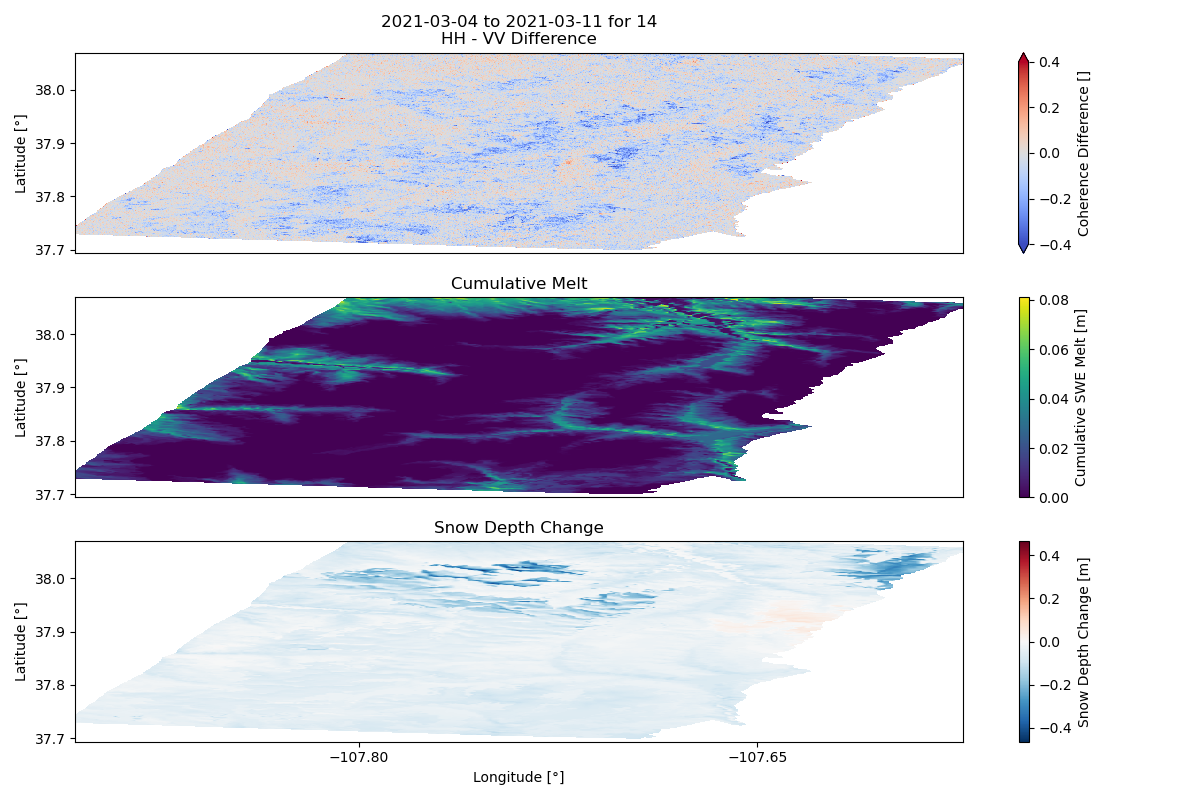 2021-03-04 to 2021-03-11 for 14
HH - VV Difference
38.0
37.9
37.8
37.7
Latitude [°]
0.4
0.2
0.0
−0.2
−0.4
Coherence Difference []
Cumulative Melt
38.0
37.9
37.8
37.7
Latitude [°]
0.08
0.06
0.04
0.02
0.00
Cumulative SWE Melt [m]
Snow Depth Change
38.0
37.9
37.8
37.7
Latitude [°]
0.4
0.2
0.0
−0.2
−0.4
Snow Depth Change [m]
−107.80
−107.65
Longitude [°]